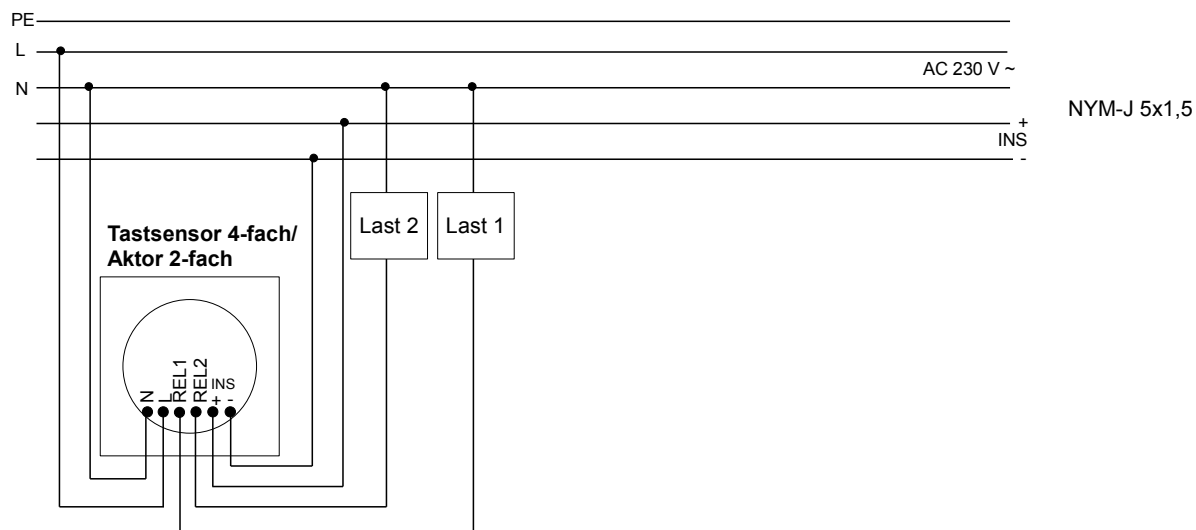 PE
L
AC 230 V ~
N
NYM-J 5x1,5
+
INS
-
Last 2
Last 1
Tastsensor 4-fach/
Aktor 2-fach
N
L
REL1
REL2
INS
+
-